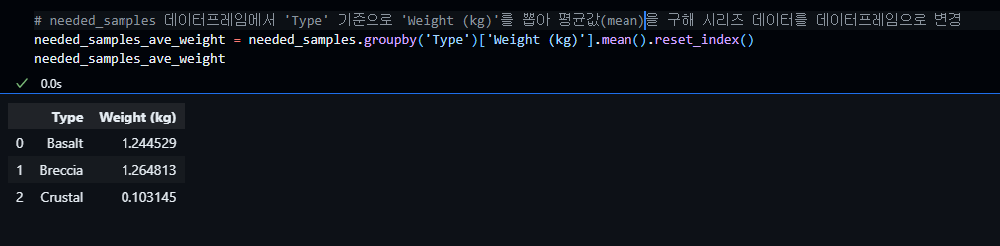 # needed_samples 데이터프레임에서 'Type' 기준으로 'Weight (kg)'를 뽑아 평균값(mean)을 구해 시리즈 데이터를 데이터프레임으로 변경
needed_samples_ave_weight = needed_samples.groupby('Type')['Weight (kg)'].mean().reset_index()
needed_samples_ave_weight
0.0s
Type Weight (kg)
0 Basalt 1.244529
1 Breccia 1.264813
2 Crustal 0.103145